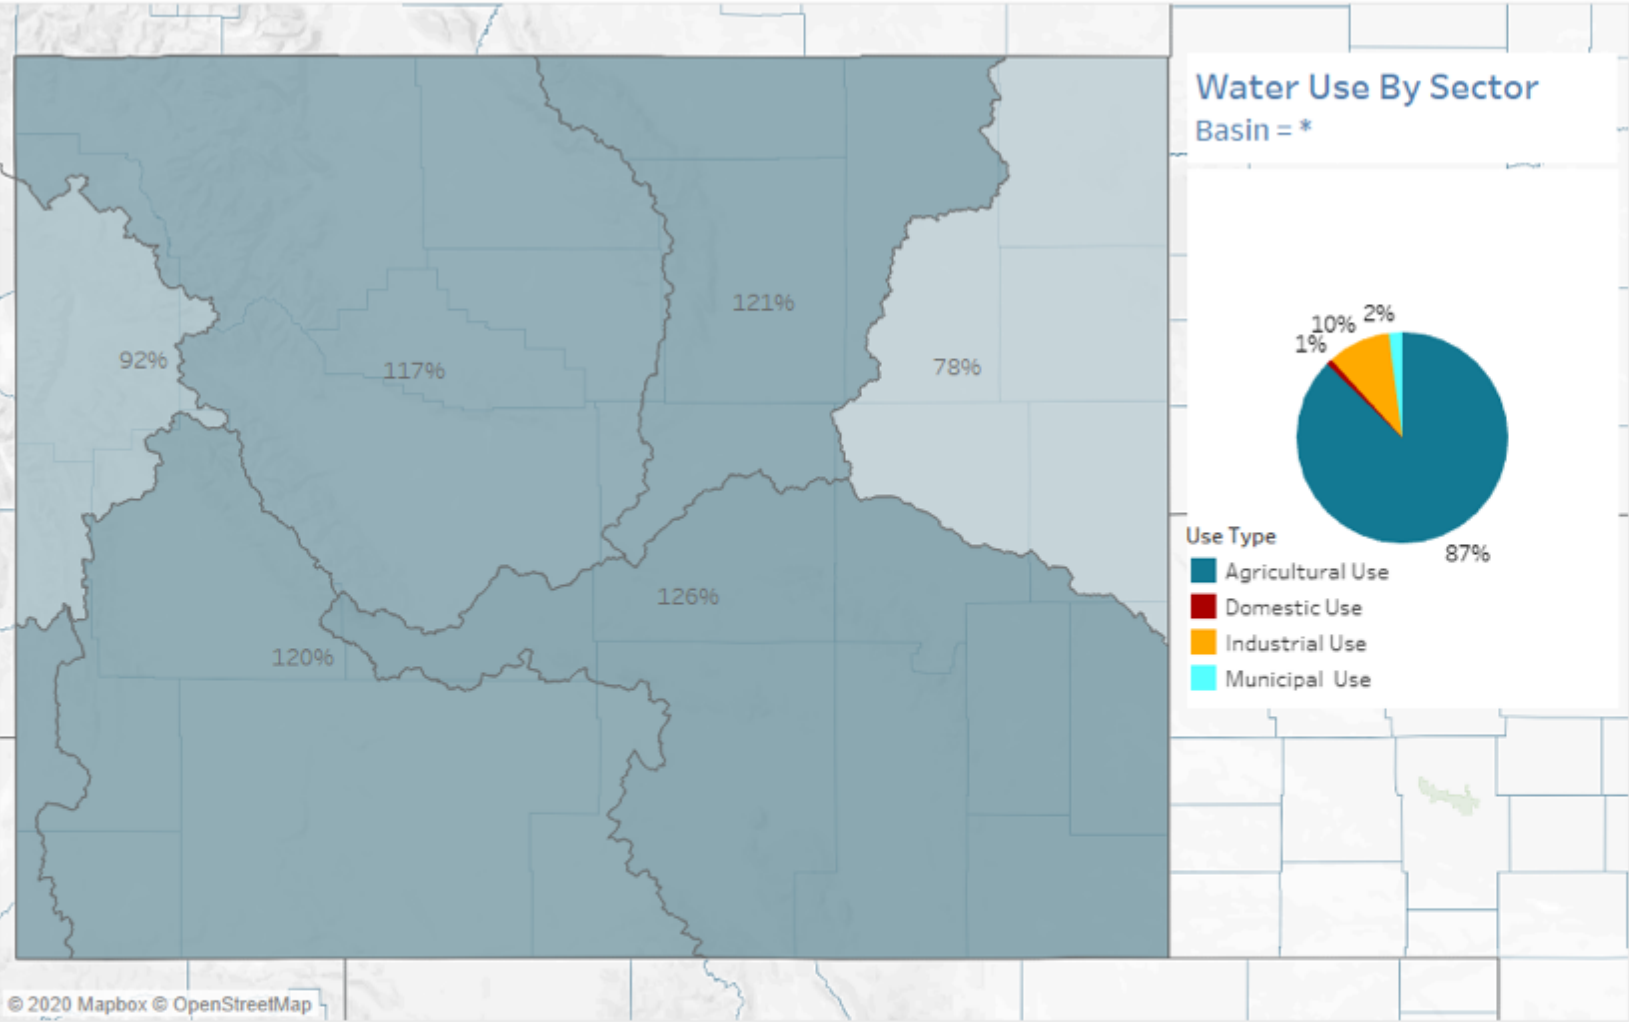 Water Use By Sector
Basin = *
121%
92%
117%
78%
126%
120%
2%
10%
1%
87%
Use Type
Agricultural Use
Domestic Use
Industrial Use
Municipal Use
© 2020 Mapbox © OpenStreetMap